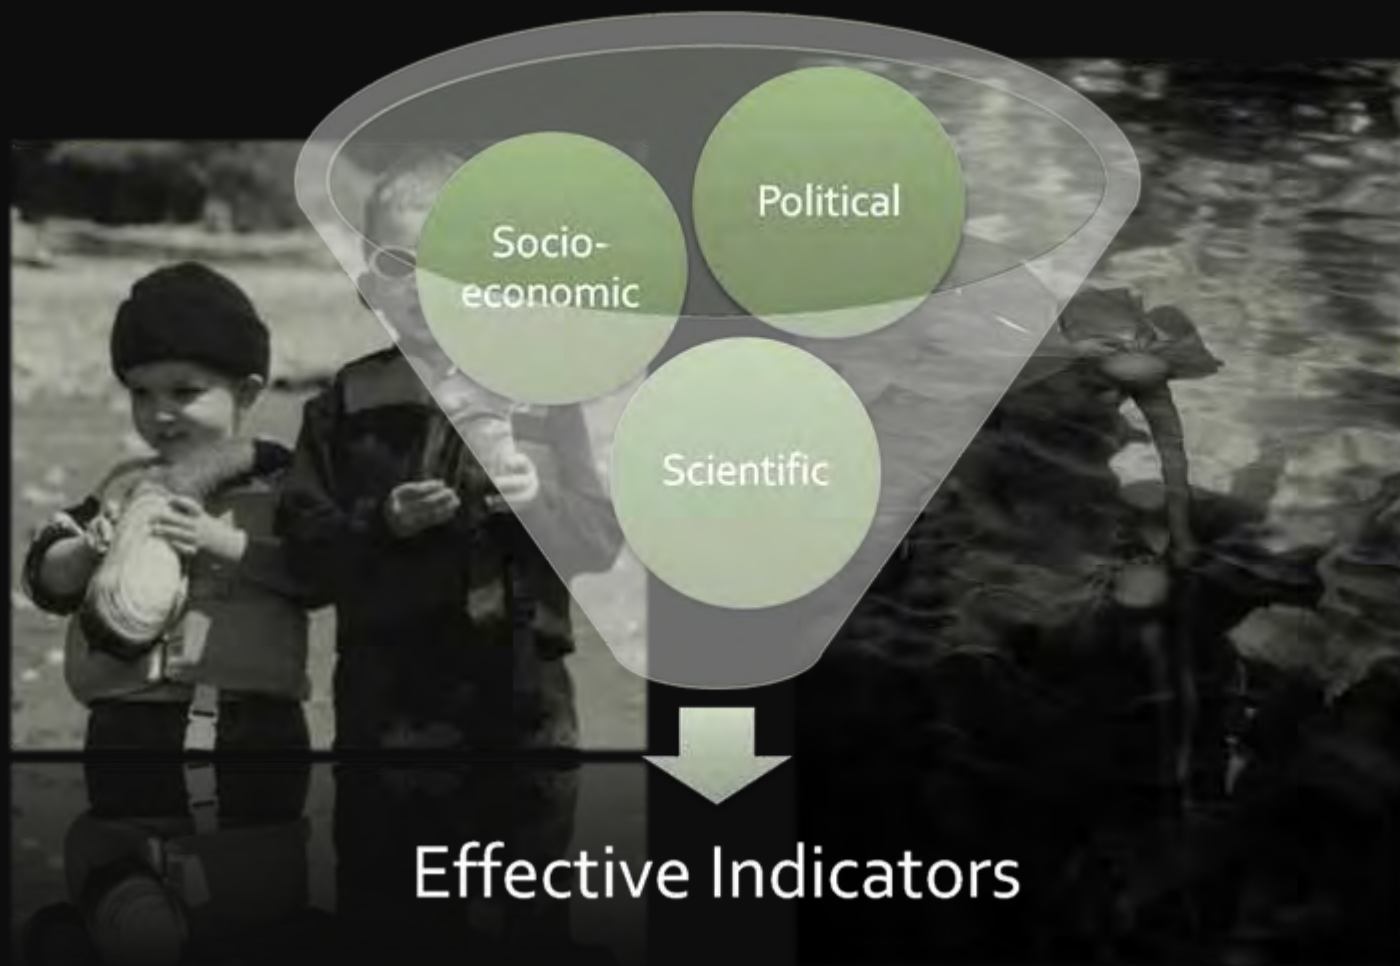 Socio-
economic
Political
Scientific
Effective Indicators